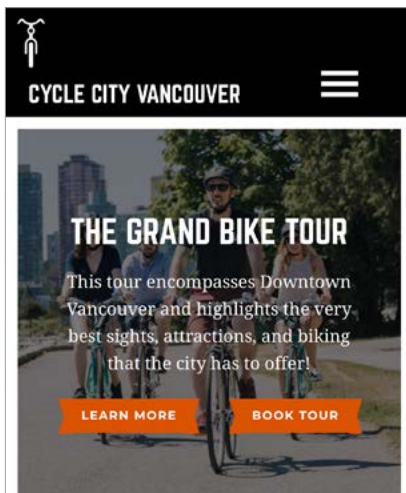 CYCLE CITY VANCOUVER
THE GRAND BIKE TOUR
This tour encompasses Downtown
Vancouver and highlights the very
best sights, attractions, and biking
that the city has to offer!
LEARN MORE
BOOK TOUR